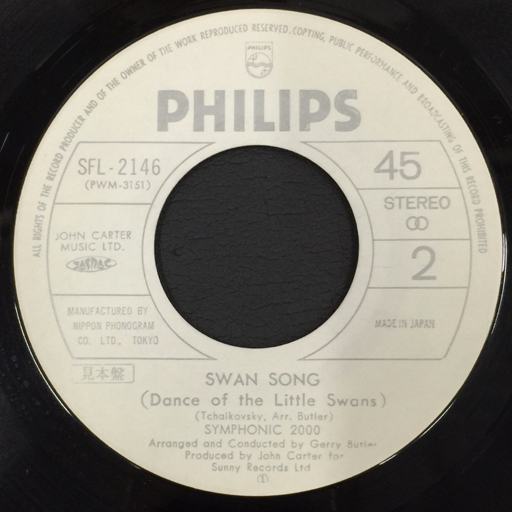 ALL RIGHTS OF THE RECORD PRODUCER AND OF THE OWNER OF THE WORK REPRODUCED RESERVED. COPYING, PUBLIC PERFORMANCE AND BROADCASTING OF THIS RECORD PROHIBITED
PHILIPS
PHILIPS
SFL-2146
(PWM-3151)
45
STEREO
JOHN CARTER
MUSIC LTD.
JASRAC
2
MANUFACTURED BY
NIPPON PHONOGRAM
CO. LTD., TOKYO
MADE IN JAPAN
見本盤
SWAN SONG
(Dance of the Little Swans)
(Tchaikovsky, Arr. Butler)
SYMPHONIC 2000
Arranged and Conducted by Gerry Butler
Produced by John Carter for
Sunny Records Ltd